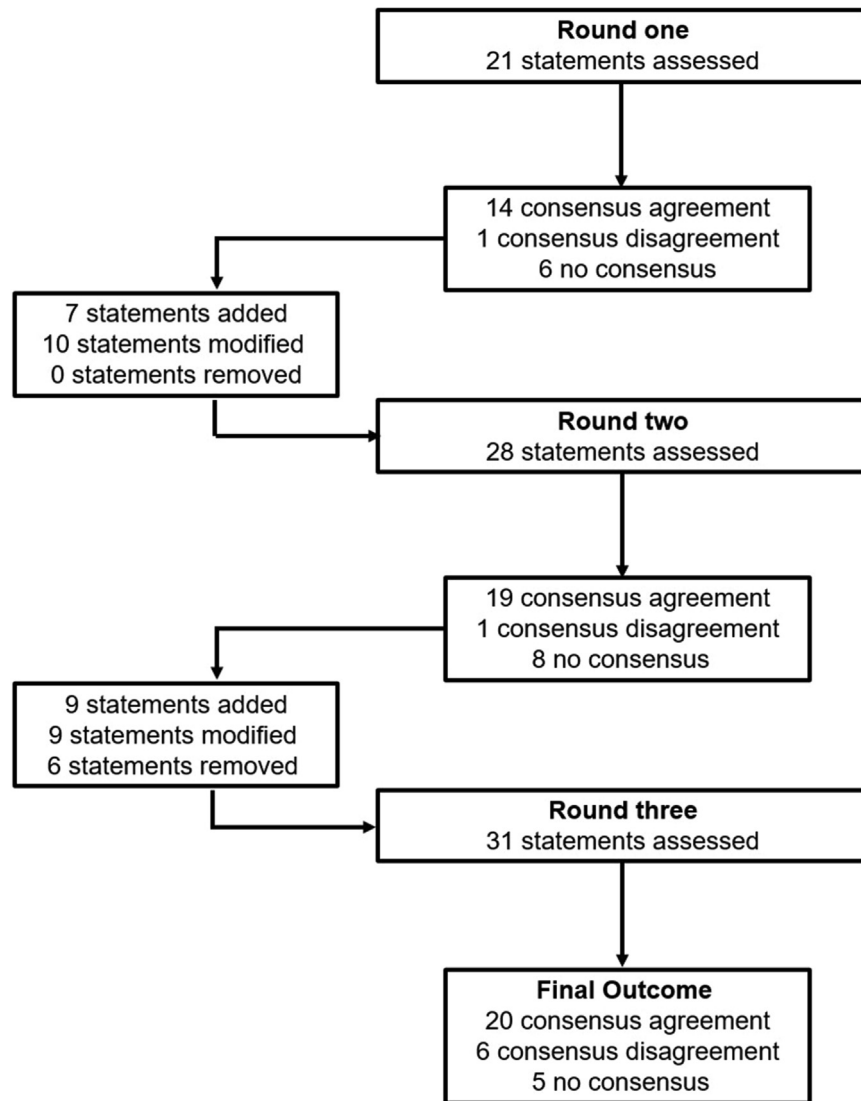 Round one
21 statements assessed
14 consensus agreement
1 consensus disagreement
6 no consensus
7 statements added
10 statements modified
0 statements removed
Round two
28 statements assessed
19 consensus agreement
1 consensus disagreement
8 no consensus
9 statements added
9 statements modified
6 statements removed
Round three
31 statements assessed
Final Outcome
20 consensus agreement
6 consensus disagreement
5 no consensus